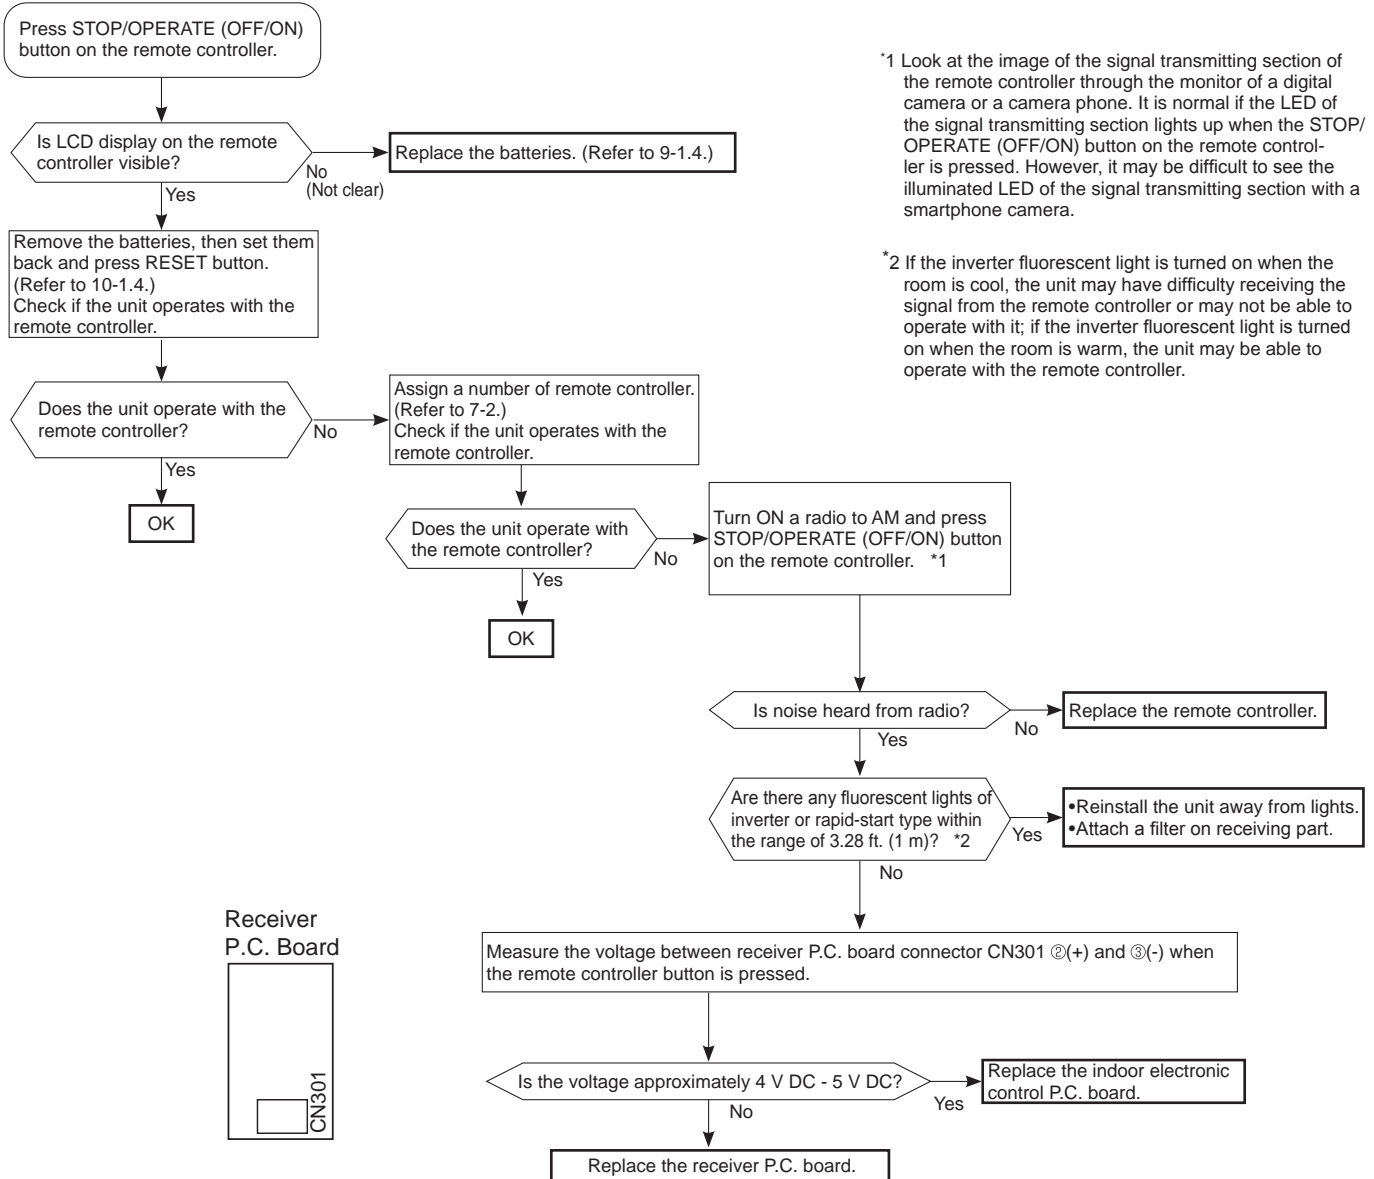 Press STOP/OPERATE (OFF/ON)
button on the remote controller.
Is LCD display on the remote
controller visible?
No
(Not clear)
Replace the batteries. (Refer to 9-1.4.)
Yes
Remove the batteries, then set them
back and press RESET button.
(Refer to 10-1.4.)
Check if the unit operates with the
remote controller.
Does the unit operate with the
remote controller?
No
Yes
OK
Assign a number of remote controller.
(Refer to 7-2.)
Check if the unit operates with the
remote controller.
Does the unit operate with
the remote controller?
No
Yes
OK
Turn ON a radio to AM and press
STOP/OPERATE (OFF/ON) button
on the remote controller. *1
Is noise heard from radio?
No
Replace the remote controller.
Yes
Are there any fluorescent lights of
inverter or rapid-start type within
the range of 3.28 ft. (1 m)? *2
Yes
•Reinstall the unit away from lights.
•Attach a filter on receiving part.
No
Measure the voltage between receiver P.C. board connector CN301 ②(+) and ③(-) when
the remote controller button is pressed.
Is the voltage approximately 4 V DC - 5 V DC?
Yes
Replace the indoor electronic
control P.C. board.
No
Replace the receiver P.C. board.
*1 Look at the image of the signal transmitting section of
the remote controller through the monitor of a digital
camera or a camera phone. It is normal if the LED of
the signal transmitting section lights up when the STOP/
OPERATE (OFF/ON) button on the remote control-
ler is pressed. However, it may be difficult to see the
illuminated LED of the signal transmitting section with a
smartphone camera.
*2 If the inverter fluorescent light is turned on when the
room is cool, the unit may have difficulty receiving the
signal from the remote controller or may not be able to
operate with it; if the inverter fluorescent light is turned
on when the room is warm, the unit may be able to
operate with the remote controller.
Receiver
P.C. Board
CN301